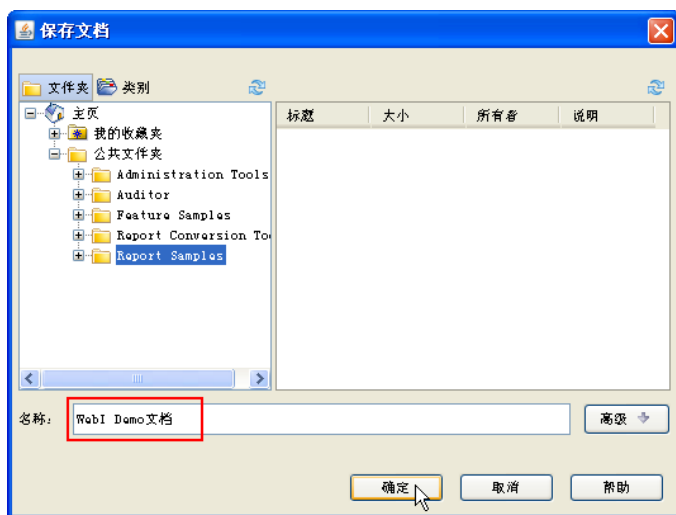 保存文档
文件夹 类别
主页
我的收藏夹
公共文件夹
Administration Tools
Auditor
Feature Samples
Report Conversion To
Report Samples
标题 大小 所有者 说明
名称: WebI Demo文档
高级
确定 取消 帮助